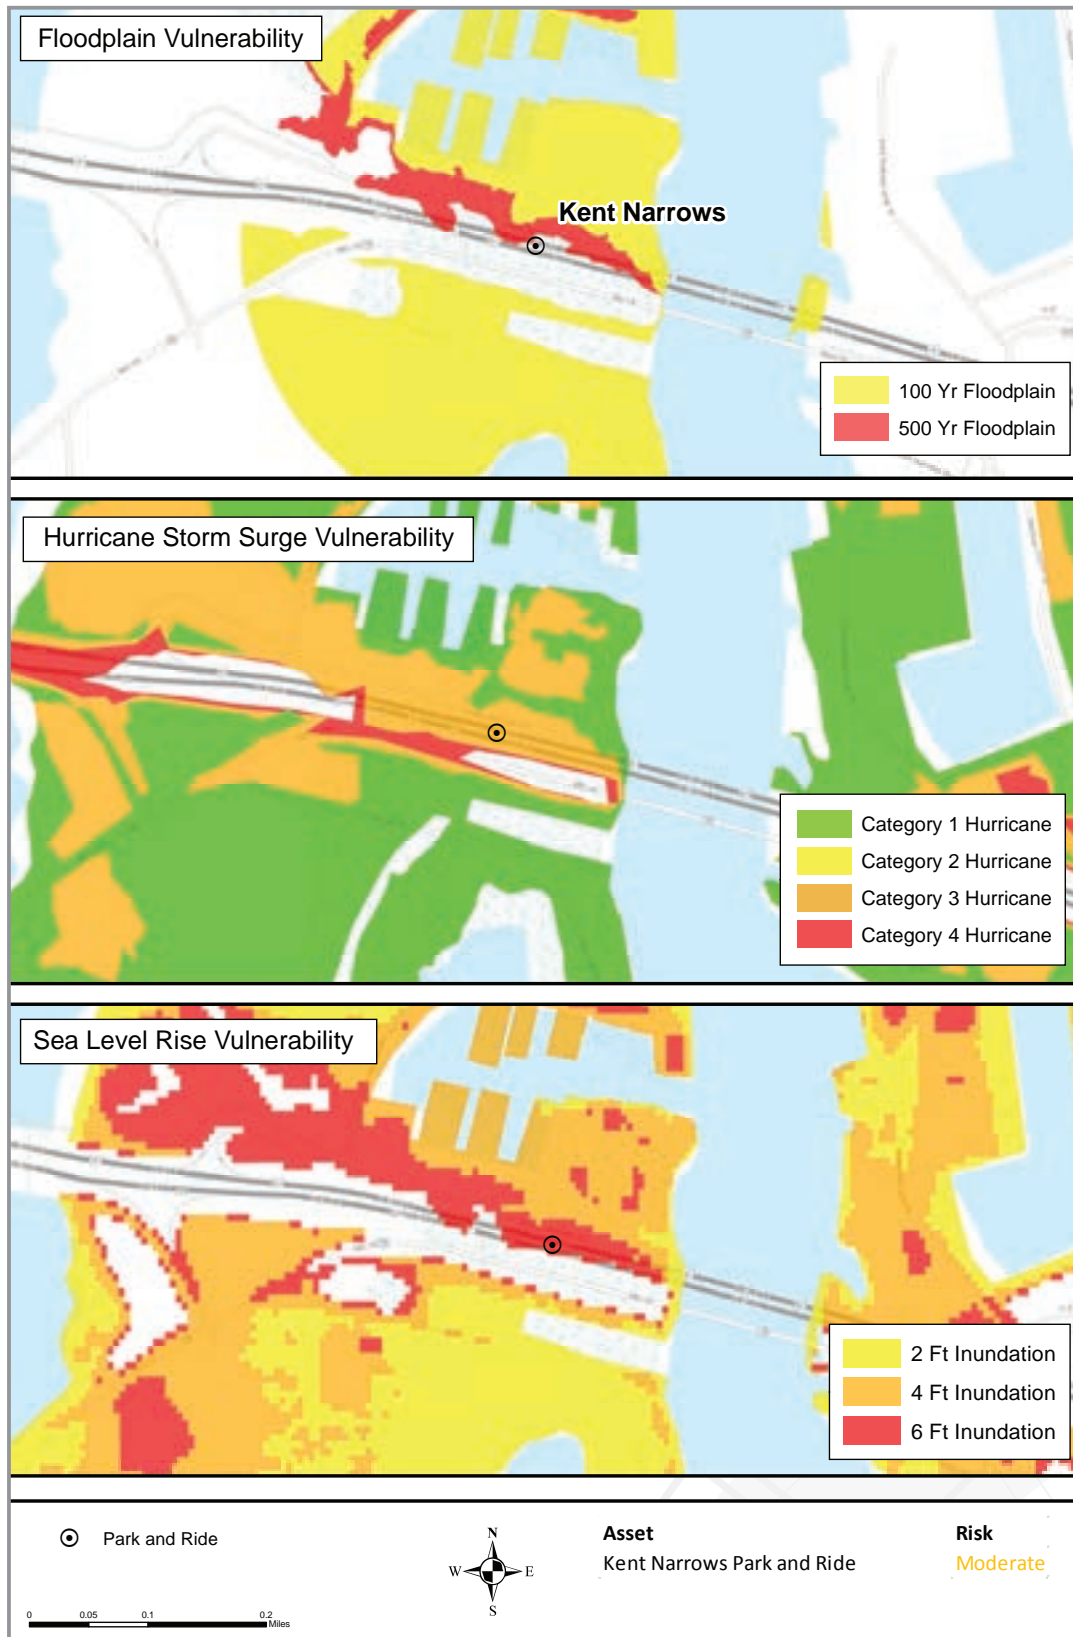 Floodplain Vulnerability
Kent Narrows
100 Yr Floodplain
500 Yr Floodplain
Hurricane Storm Surge Vulnerability
Category 1 Hurricane
Category 2 Hurricane
Category 3 Hurricane
Category 4 Hurricane
Sea Level Rise Vulnerability
2 Ft Inundation
4 Ft Inundation
6 Ft Inundation
Park and Ride
N
W E
S
Asset Risk
Kent Narrows Park and Ride Moderate
0 0.05 0.1 0.2
Miles